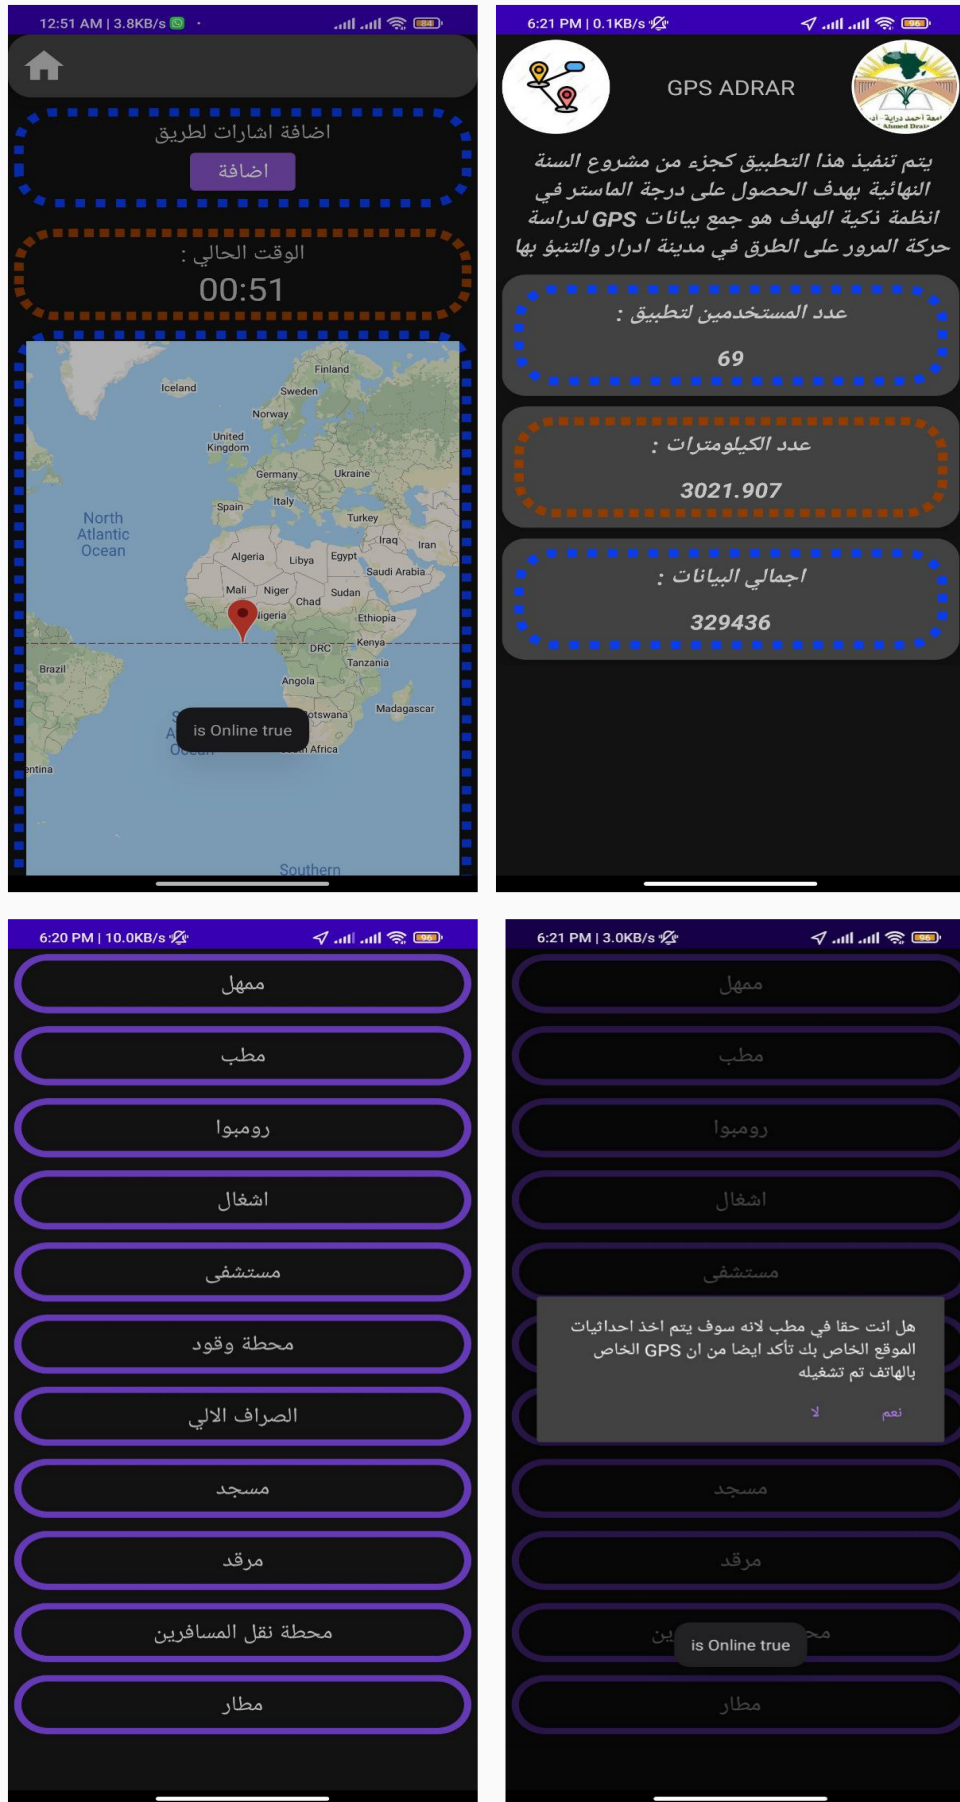 12:51 AM | 3.8KB/s
84
اضافة اشارات لطريق
اضافة
الوقت الحالي :
00:51
Iceland
Finland
Sweden
Norway
United
Kingdom
Germany
Ukraine
Spain
Italy
Turkey
North
Atlantic
Ocean
Iraq
Iran
Algeria
Libya
Egypt
Saudi Arabia
Mali
Niger
Chad
Sudan
Ethiopia
DRC
Kenya
Tanzania
Brazil
Angola
Madagascar
is Online true
Southern
6:21 PM | 0.1KB/s
96
GPS ADRAR
Ahmed Draia
يتم تنفيذ هذا التطبيق كجزء من مشروع السنة
النهائية بهدف الحصول على درجة الماستر في
انظمة ذكية الهدف هو جمع بيانات GPS لدراسة
حركة المرور على الطرق في مدينة ادرار والتنبؤ بها
عدد المستخدمين لتطبيق :
69
عدد الكيلومترات :
3021.907
اجمالي البيانات :
329436
6:20 PM | 10.0KB/s
96
ممهل
مطب
رومبوا
اشغال
مستشفى
محطة وقود
الصراف الالي
مسجد
مرقد
محطة نقل المسافرين
مطار
6:21 PM | 3.0KB/s
96
ممهل
مطب
رومبوا
اشغال
مستشفى
هل انت حقا في مطب لانه سوف يتم اخذ احداثيات
الموقع الخاص بك تأكد ايضا من ان GPS الخاص
بالهاتف تم تشغيله
نعم
لا
مسجد
مرقد
is Online true
مطار